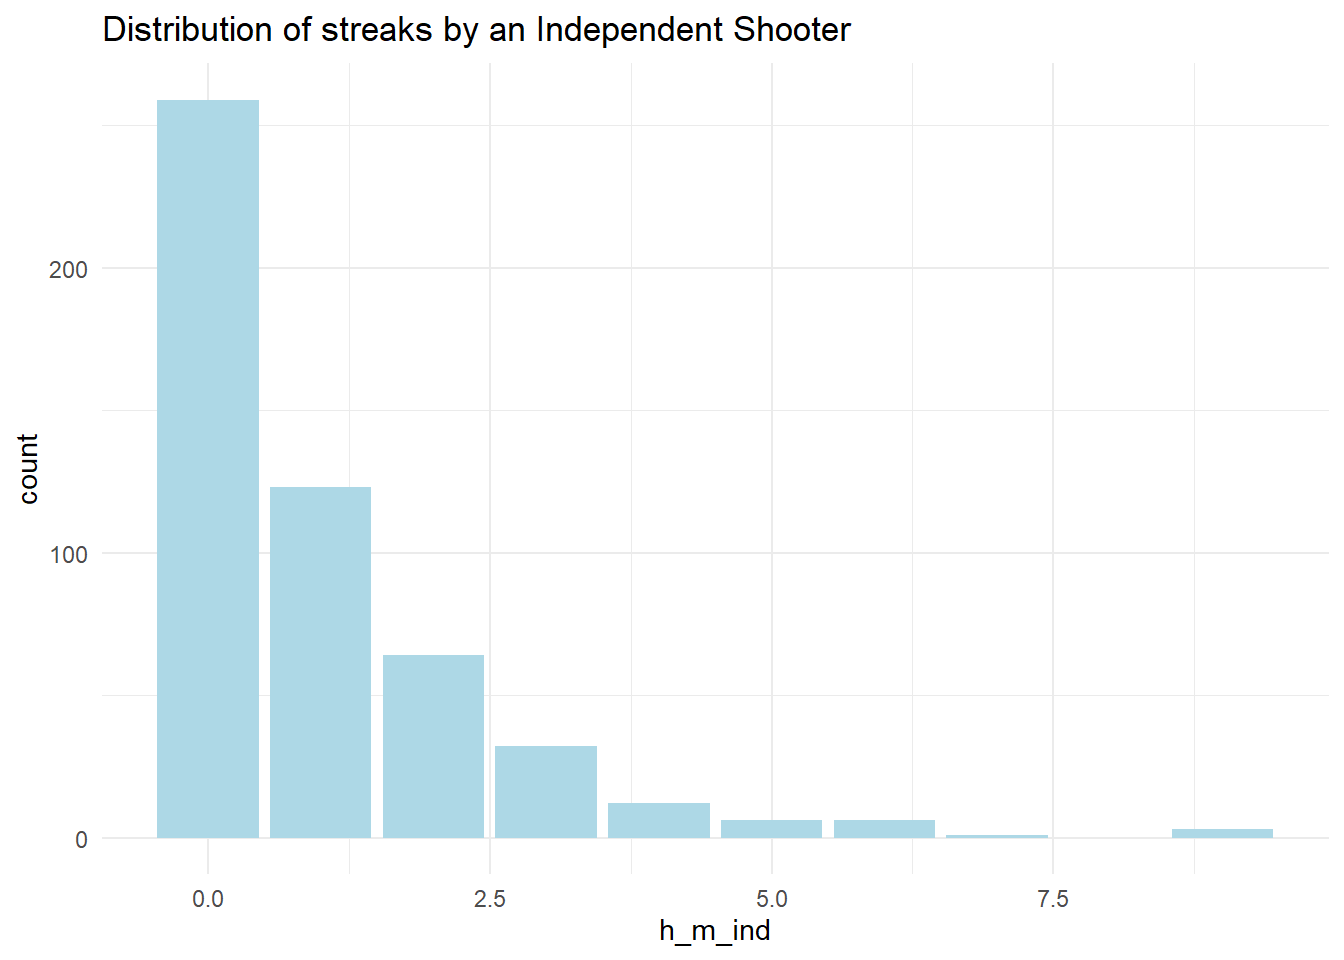 Distribution of streaks by an Independent Shooter
count
200
100
0
0.0 2.5 5.0 7.5
h_m_ind